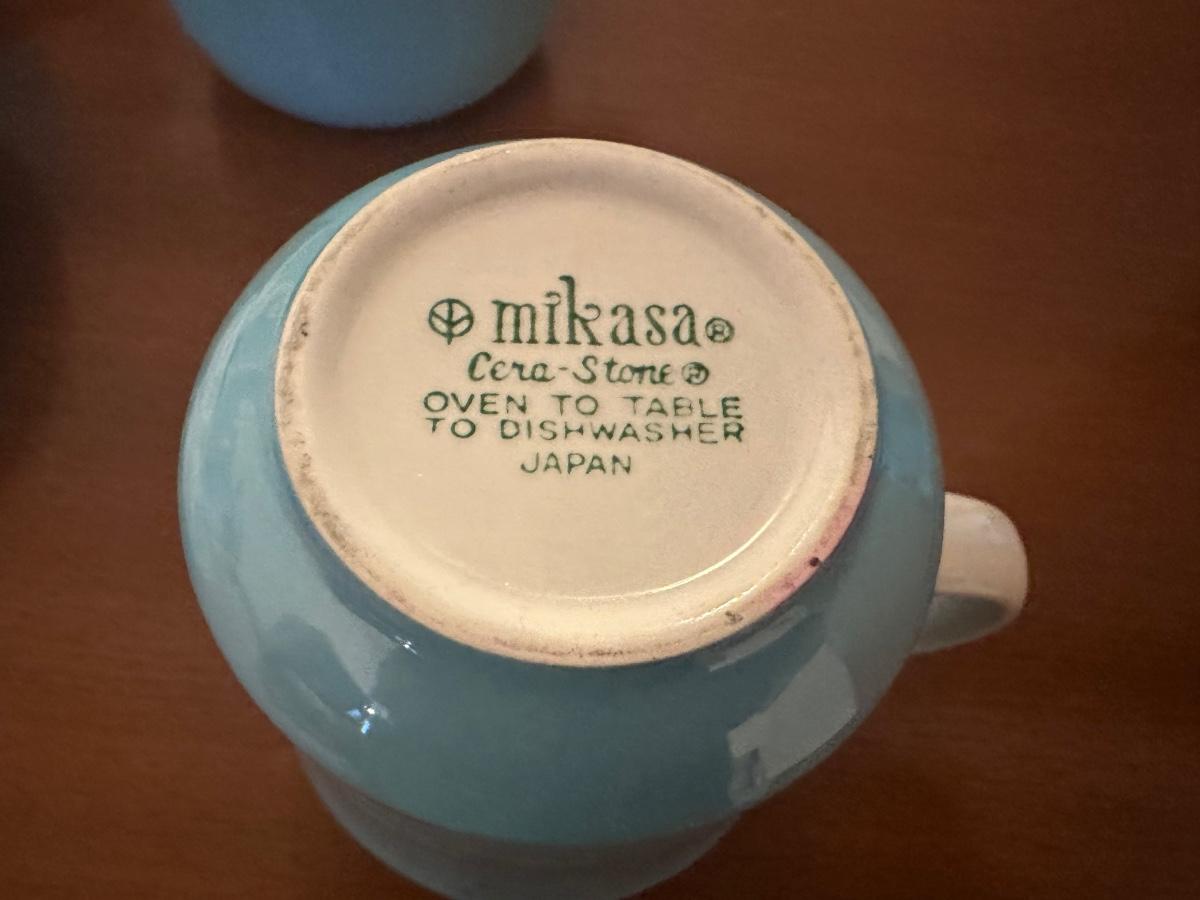 mikasa®
Cera-Stone®
OVEN TO TABLE
TO DISHWASHER
JAPAN